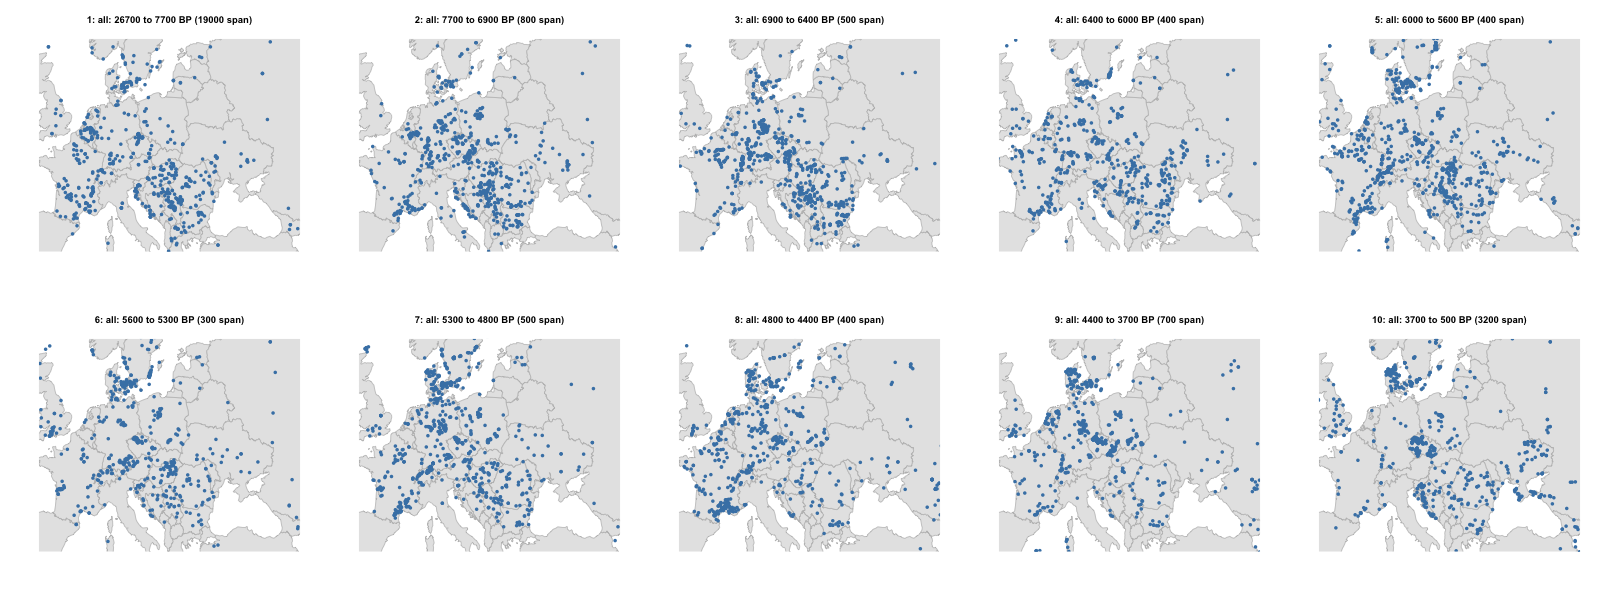 1: all: 26700 to 7700 BP (19000 span)
2: all: 7700 to 6900 BP (800 span)
3: all: 6900 to 6400 BP (500 span)
4: all: 6400 to 6000 BP (400 span)
5: all: 6000 to 5600 BP (400 span)
6: all: 5600 to 5300 BP (300 span)
7: all: 5300 to 4800 BP (500 span)
8: all: 4800 to 4400 BP (400 span)
9: all: 4400 to 3700 BP (700 span)
10: all: 3700 to 500 BP (3200 span)